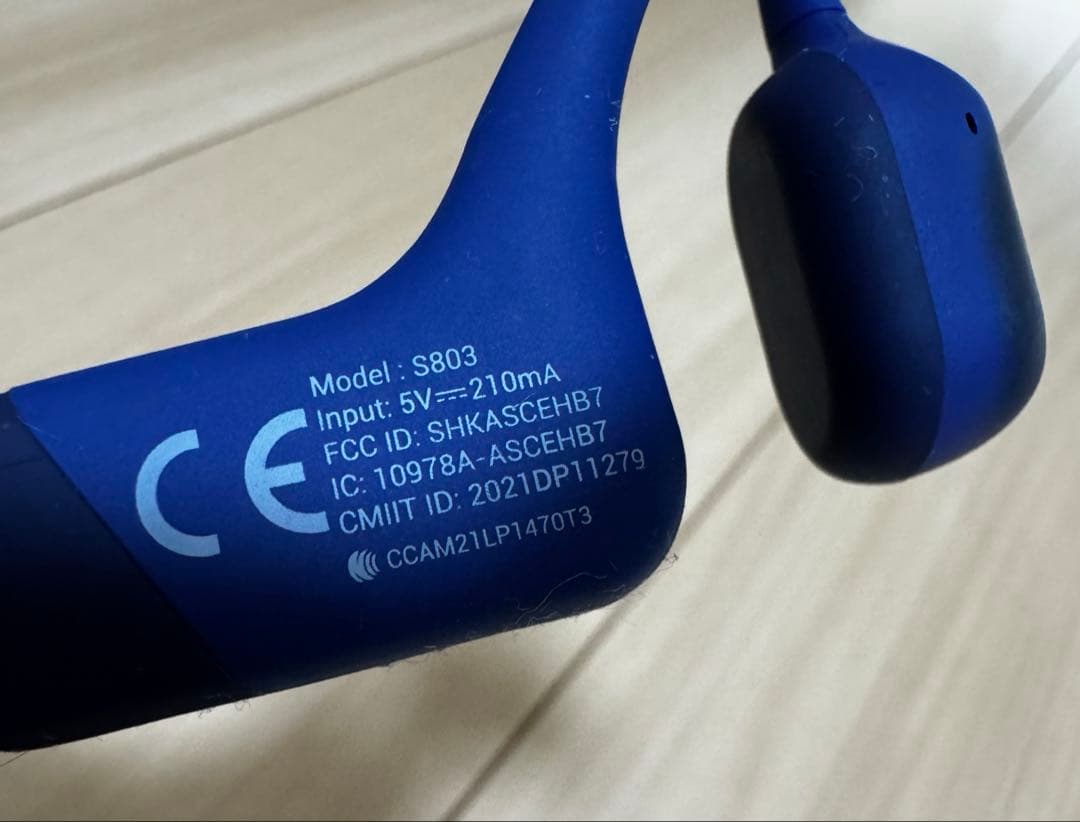 Model : S803
Input: 5V⎓210mA
FCC ID: SHKASCEHB7
IC: 10978A-ASCEHB7
CMIIT ID: 2021DP11279
CE
CCAM21LP1470T3